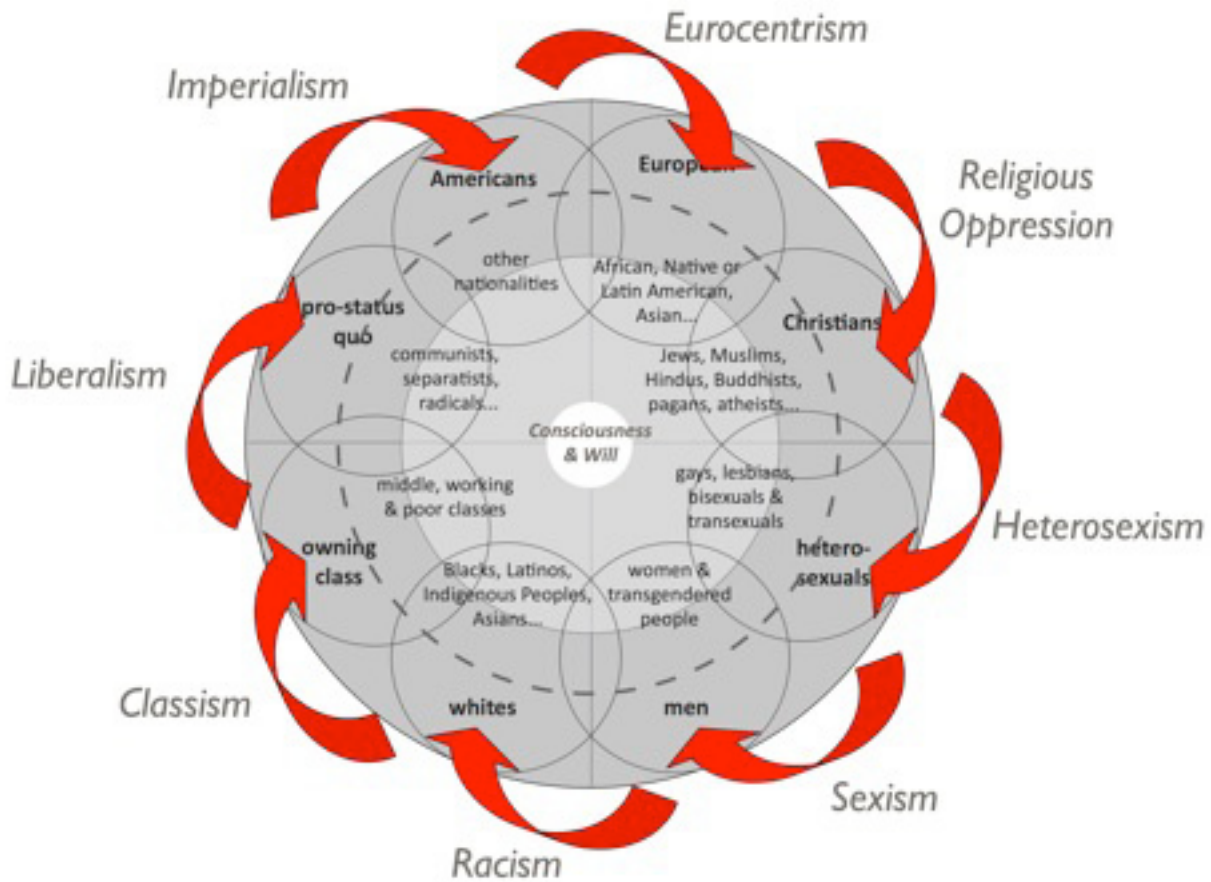 Eurocentrism
Imperialism
Religious
Oppression
Americans
European
other
nationalities
African, Native or
Latin American,
Asian...
pro-status
quo
Christians
Liberalism
communists,
separatists,
radicals...
Jews, Muslims,
Hindus, Buddhists,
pagans, atheists...
Consciousness
& Will
middle, working
& poor classes
gays, lesbians,
bisexuals &
transexuals
Heterosexism
owning
class
hetero-
sexuals
Blacks, Latinos,
Indigenous Peoples,
Asians...
women &
transgendered
people
Classism
whites
men
Sexism
Racism